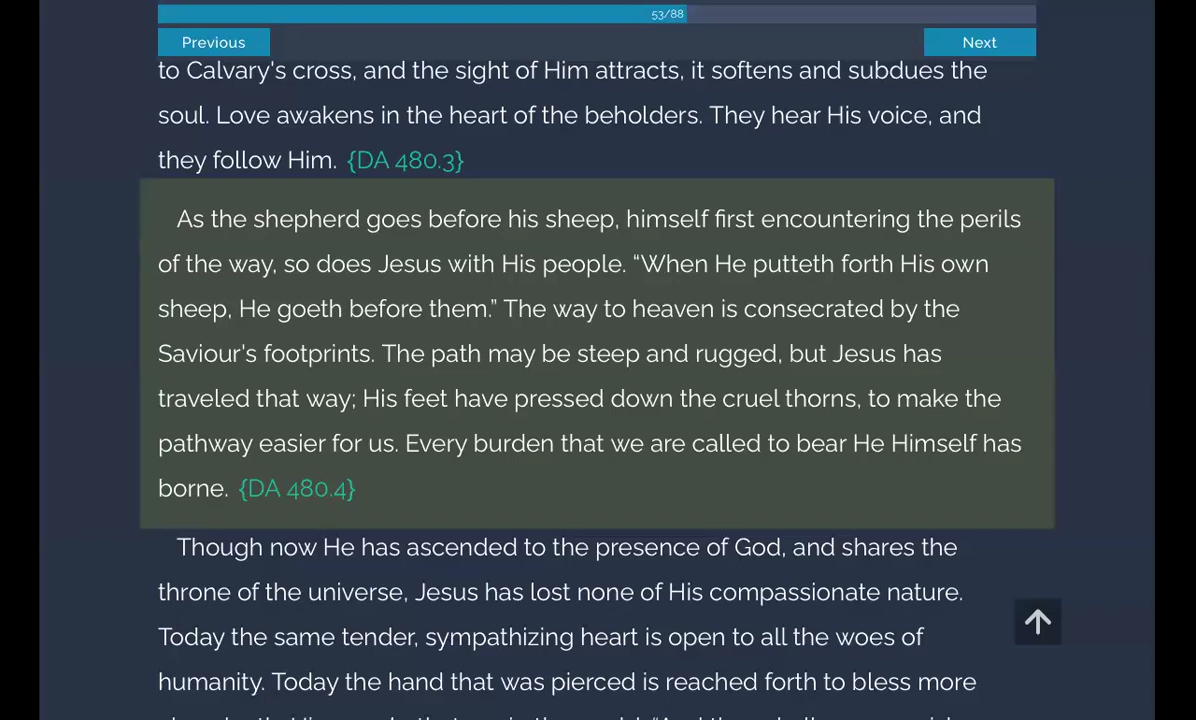 53/88
Previous
Next
to Calvary's cross, and the sight of Him attracts, it softens and subdues the
soul. Love awakens in the heart of the beholders. They hear His voice, and
they follow Him. {DA 480.3}
As the shepherd goes before his sheep, himself first encountering the perils
of the way, so does Jesus with His people. “When He putteth forth His own
sheep, He goeth before them.” The way to heaven is consecrated by the
Saviour's footprints. The path may be steep and rugged, but Jesus has
traveled that way; His feet have pressed down the cruel thorns, to make the
pathway easier for us. Every burden that we are called to bear He Himself has
borne. {DA 480.4}
Though now He has ascended to the presence of God, and shares the
throne of the universe, Jesus has lost none of His compassionate nature.
Today the same tender, sympathizing heart is open to all the woes of
humanity. Today the hand that was pierced is reached forth to bless more